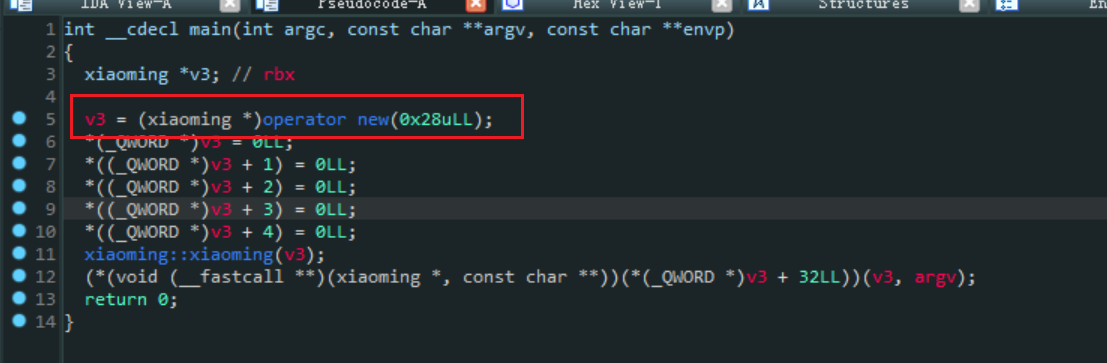 IDA View-A Pseudocode-A Hex View-1 Structures En
1 int __cdecl main(int argc, const char **argv, const char **envp)
2 {
3 xiaoming *v3; // rbx
4
5 v3 = (xiaoming *)operator new(0x28uLL);
6 *(_QWORD *)v3 = 0LL;
7 *((_QWORD *)v3 + 1) = 0LL;
8 *((_QWORD *)v3 + 2) = 0LL;
9 *((_QWORD *)v3 + 3) = 0LL;
10 *((_QWORD *)v3 + 4) = 0LL;
11 xiaoming::xiaoming(v3);
12 (*(void (__fastcall **)(xiaoming *, const char **))(*(_QWORD *)v3 + 32LL))(v3, argv);
13 return 0;
14 }